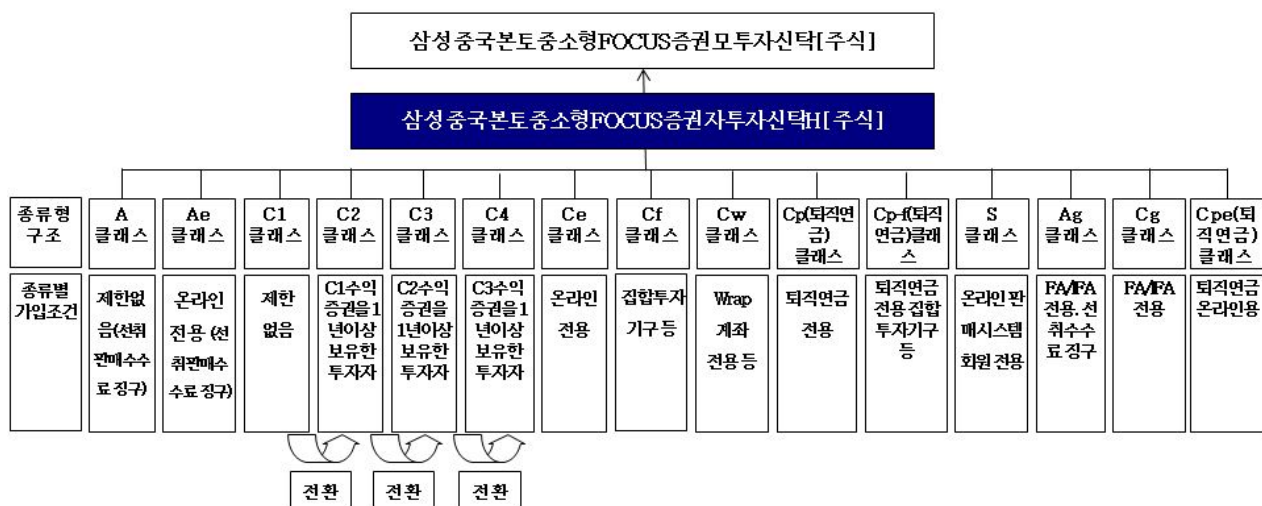 삼성중국본토중소형FOCUS증권모투자신탁[주식]
삼성중국본토중소형FOCUS증권자투자신탁H[주식]
종류형
구조
A
클래스
Ae
클래스
C1
클래스
C2
클래스
C3
클래스
C4
클래스
Ce
클래스
Cf
클래스
Cw
클래스
Cp(퇴직연
금)
클래스
Cp-f(퇴직
연금)클래
스
S
클래스
Ag
클래스
Cg
클래스
Cpe(퇴
직연금)
클래스
종류별
가입조건
제한없
음(선취
판매수수
료 징구)
온라인
전용 (선
취판매수
수료 징구)
제한
없음
C1수익
증권을1
년이상
보유한
투자자
C2수익
증권을
1년이상
보유한
투자자
C3수익
증권을1
년이상
보유한
투자자
온라인
전용
집합투자
기구 등
Wrap
계좌
전용 등
퇴직연금
전용
퇴직연금
전용 집합
투자기구
등
온라인 판
매시스템
회원 전용
FA/IFA
전용. 선
취수수
료 징구
FA/IFA
전용
퇴직연금
온라인용
전환
전환
전환